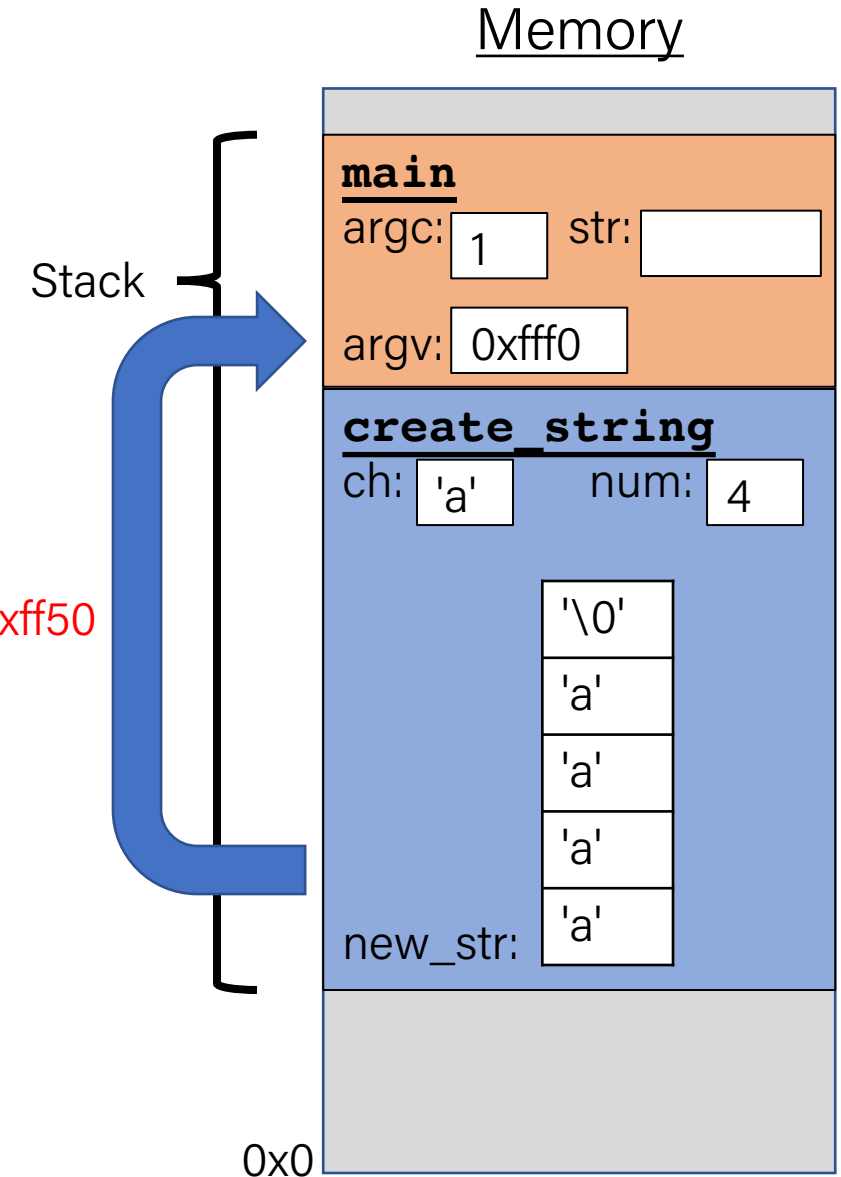 Memory
main
argc: 1 str:
Stack
argv: 0xfff0
create_string
ch: 'a' num: 4
'\0'
xff50
'a'
'a'
'a'
new_str: 'a'
0x0